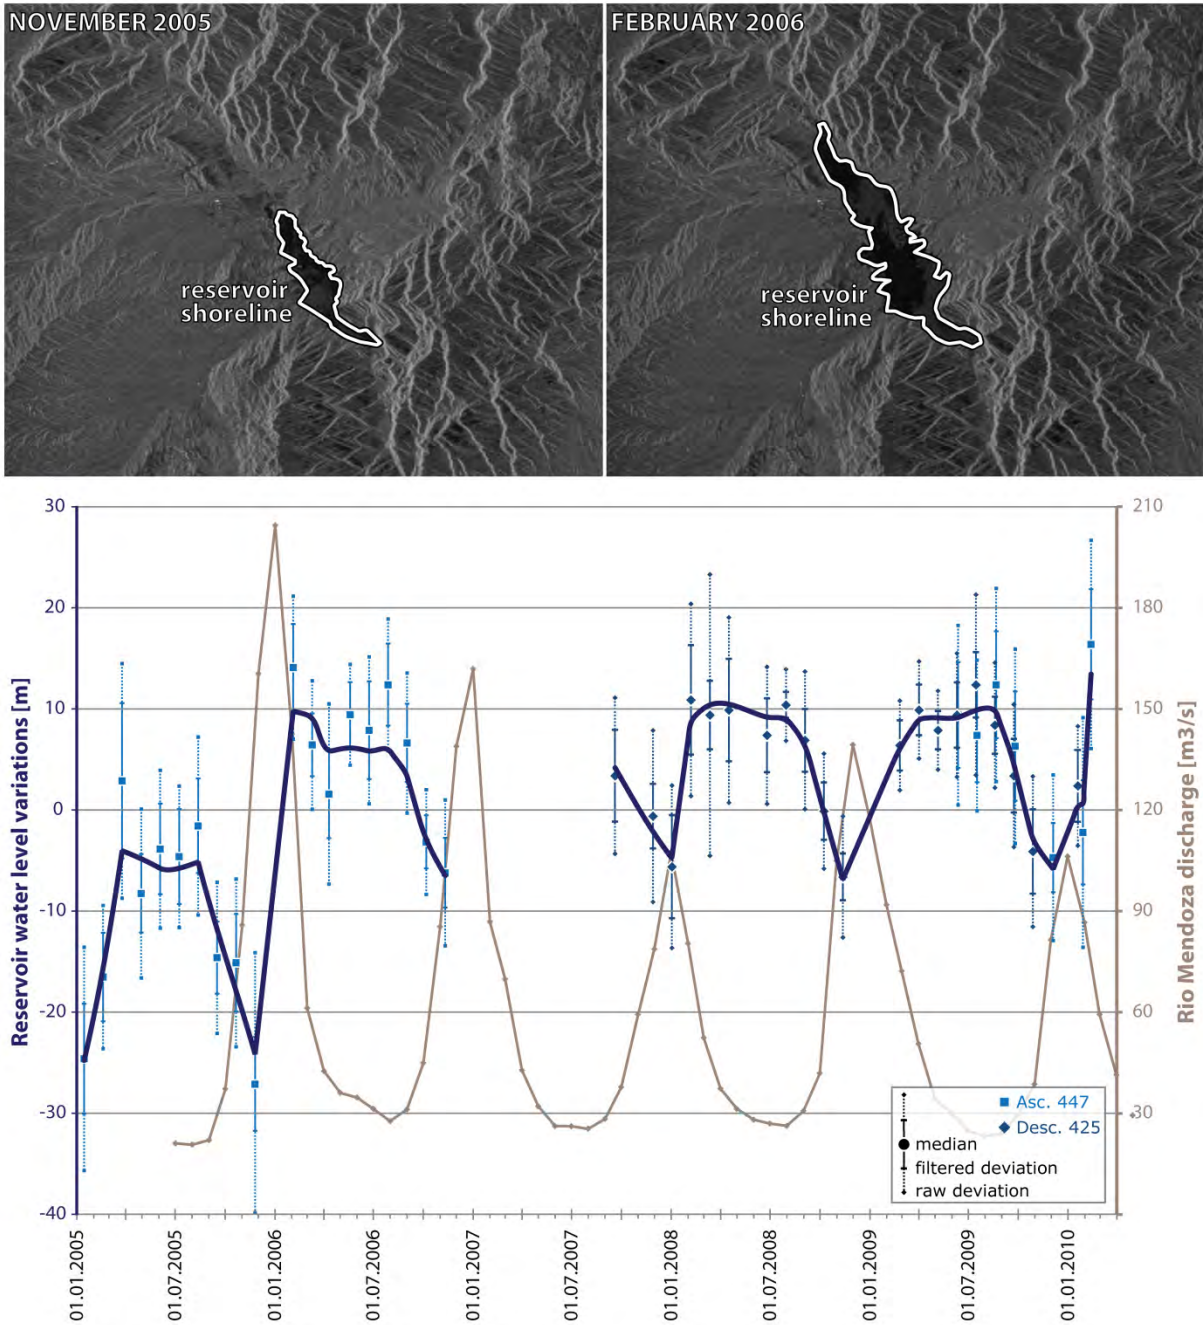 NOVEMBER 2005
FEBRUARY 2006
reservoir
shoreline
reservoir
shoreline
Reservoir water level variations [m]
30
20
10
0
-10
-20
-30
-40
Rio Mendoza discharge [m3/s]
210
180
150
120
90
60
30
median
filtered deviation
raw deviation
Asc. 447
Desc. 425
01.01.2005
01.07.2005
01.01.2006
01.07.2006
01.01.2007
01.07.2007
01.01.2008
01.07.2008
01.01.2009
01.07.2009
01.01.2010